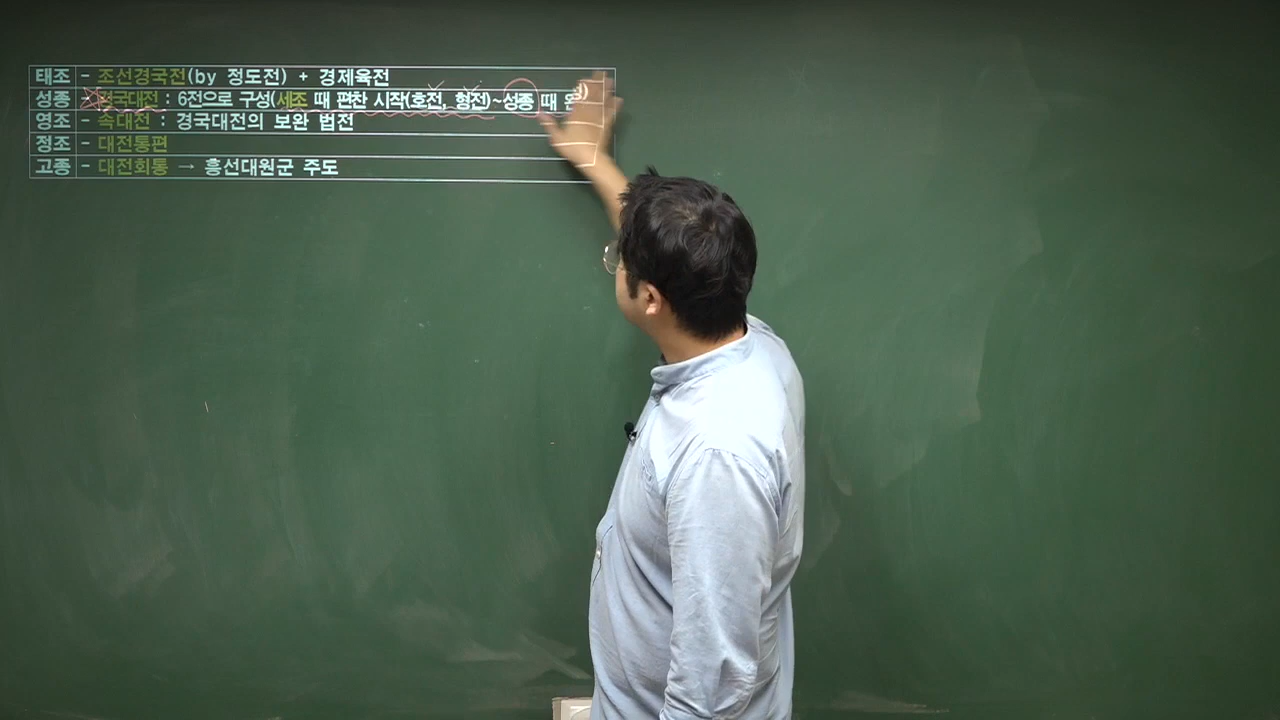 태조 - 조선경국전(by 정도전) + 경제육전
성종 - 경국대전 : 6전으로 구성(세조 때 편찬 시작(호전, 형전)~성종 때
영조 - 속대전 : 경국대전의 보완 법전
정조 - 대전통편
고종 - 대전회통 → 흥선대원군 주도